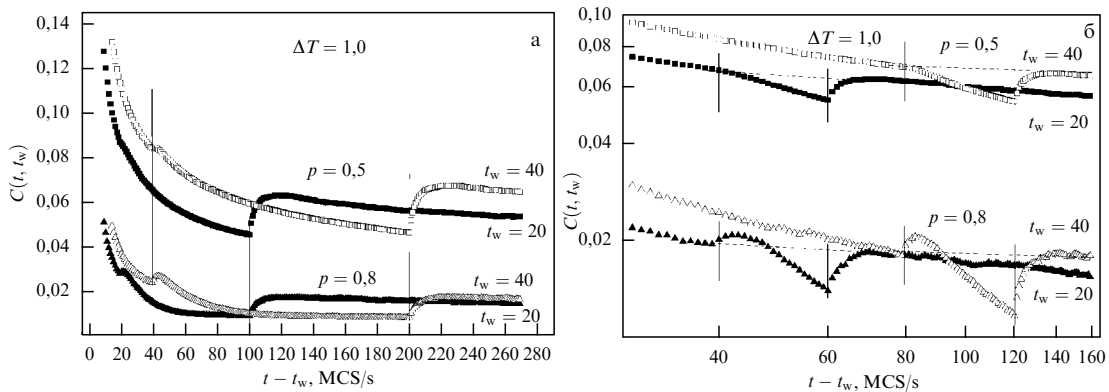 0,14
0,12
0,10
0,08
0,06
0,04
0,02
C(t, t_w)
ΔT = 1,0
а
p = 0,5
t_w = 40
t_w = 20
p = 0,8
t_w = 40
t_w = 20
0 20 40 60 80 100 120 140 160 180 200 220 240 280
t − t_w, MCS/s
0,10
0,08
0,06
0,04
0,02
C(t, t_w)
ΔT = 1,0
p = 0,5
б
t_w = 40
t_w = 20
p = 0,8
t_w = 40
t_w = 20
40 60 80 100 120 140 160
t − t_w, MCS/s